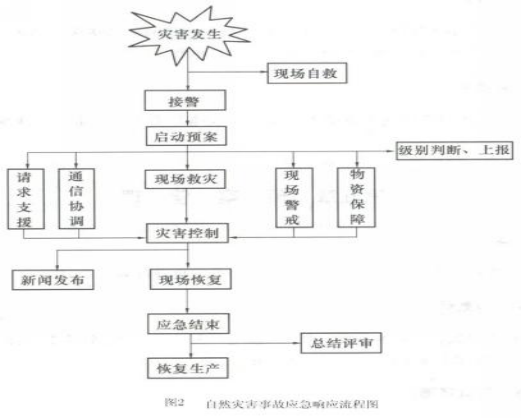 灾害发生
现场自救
接警
启动预案
级别判断、上报
请求支援
通信协调
现场救灾
现场警戒
物资保障
灾害控制
新闻发布
现场恢复
应急结束
总结评审
恢复生产
图2 自然灾害事故应急响应流程图